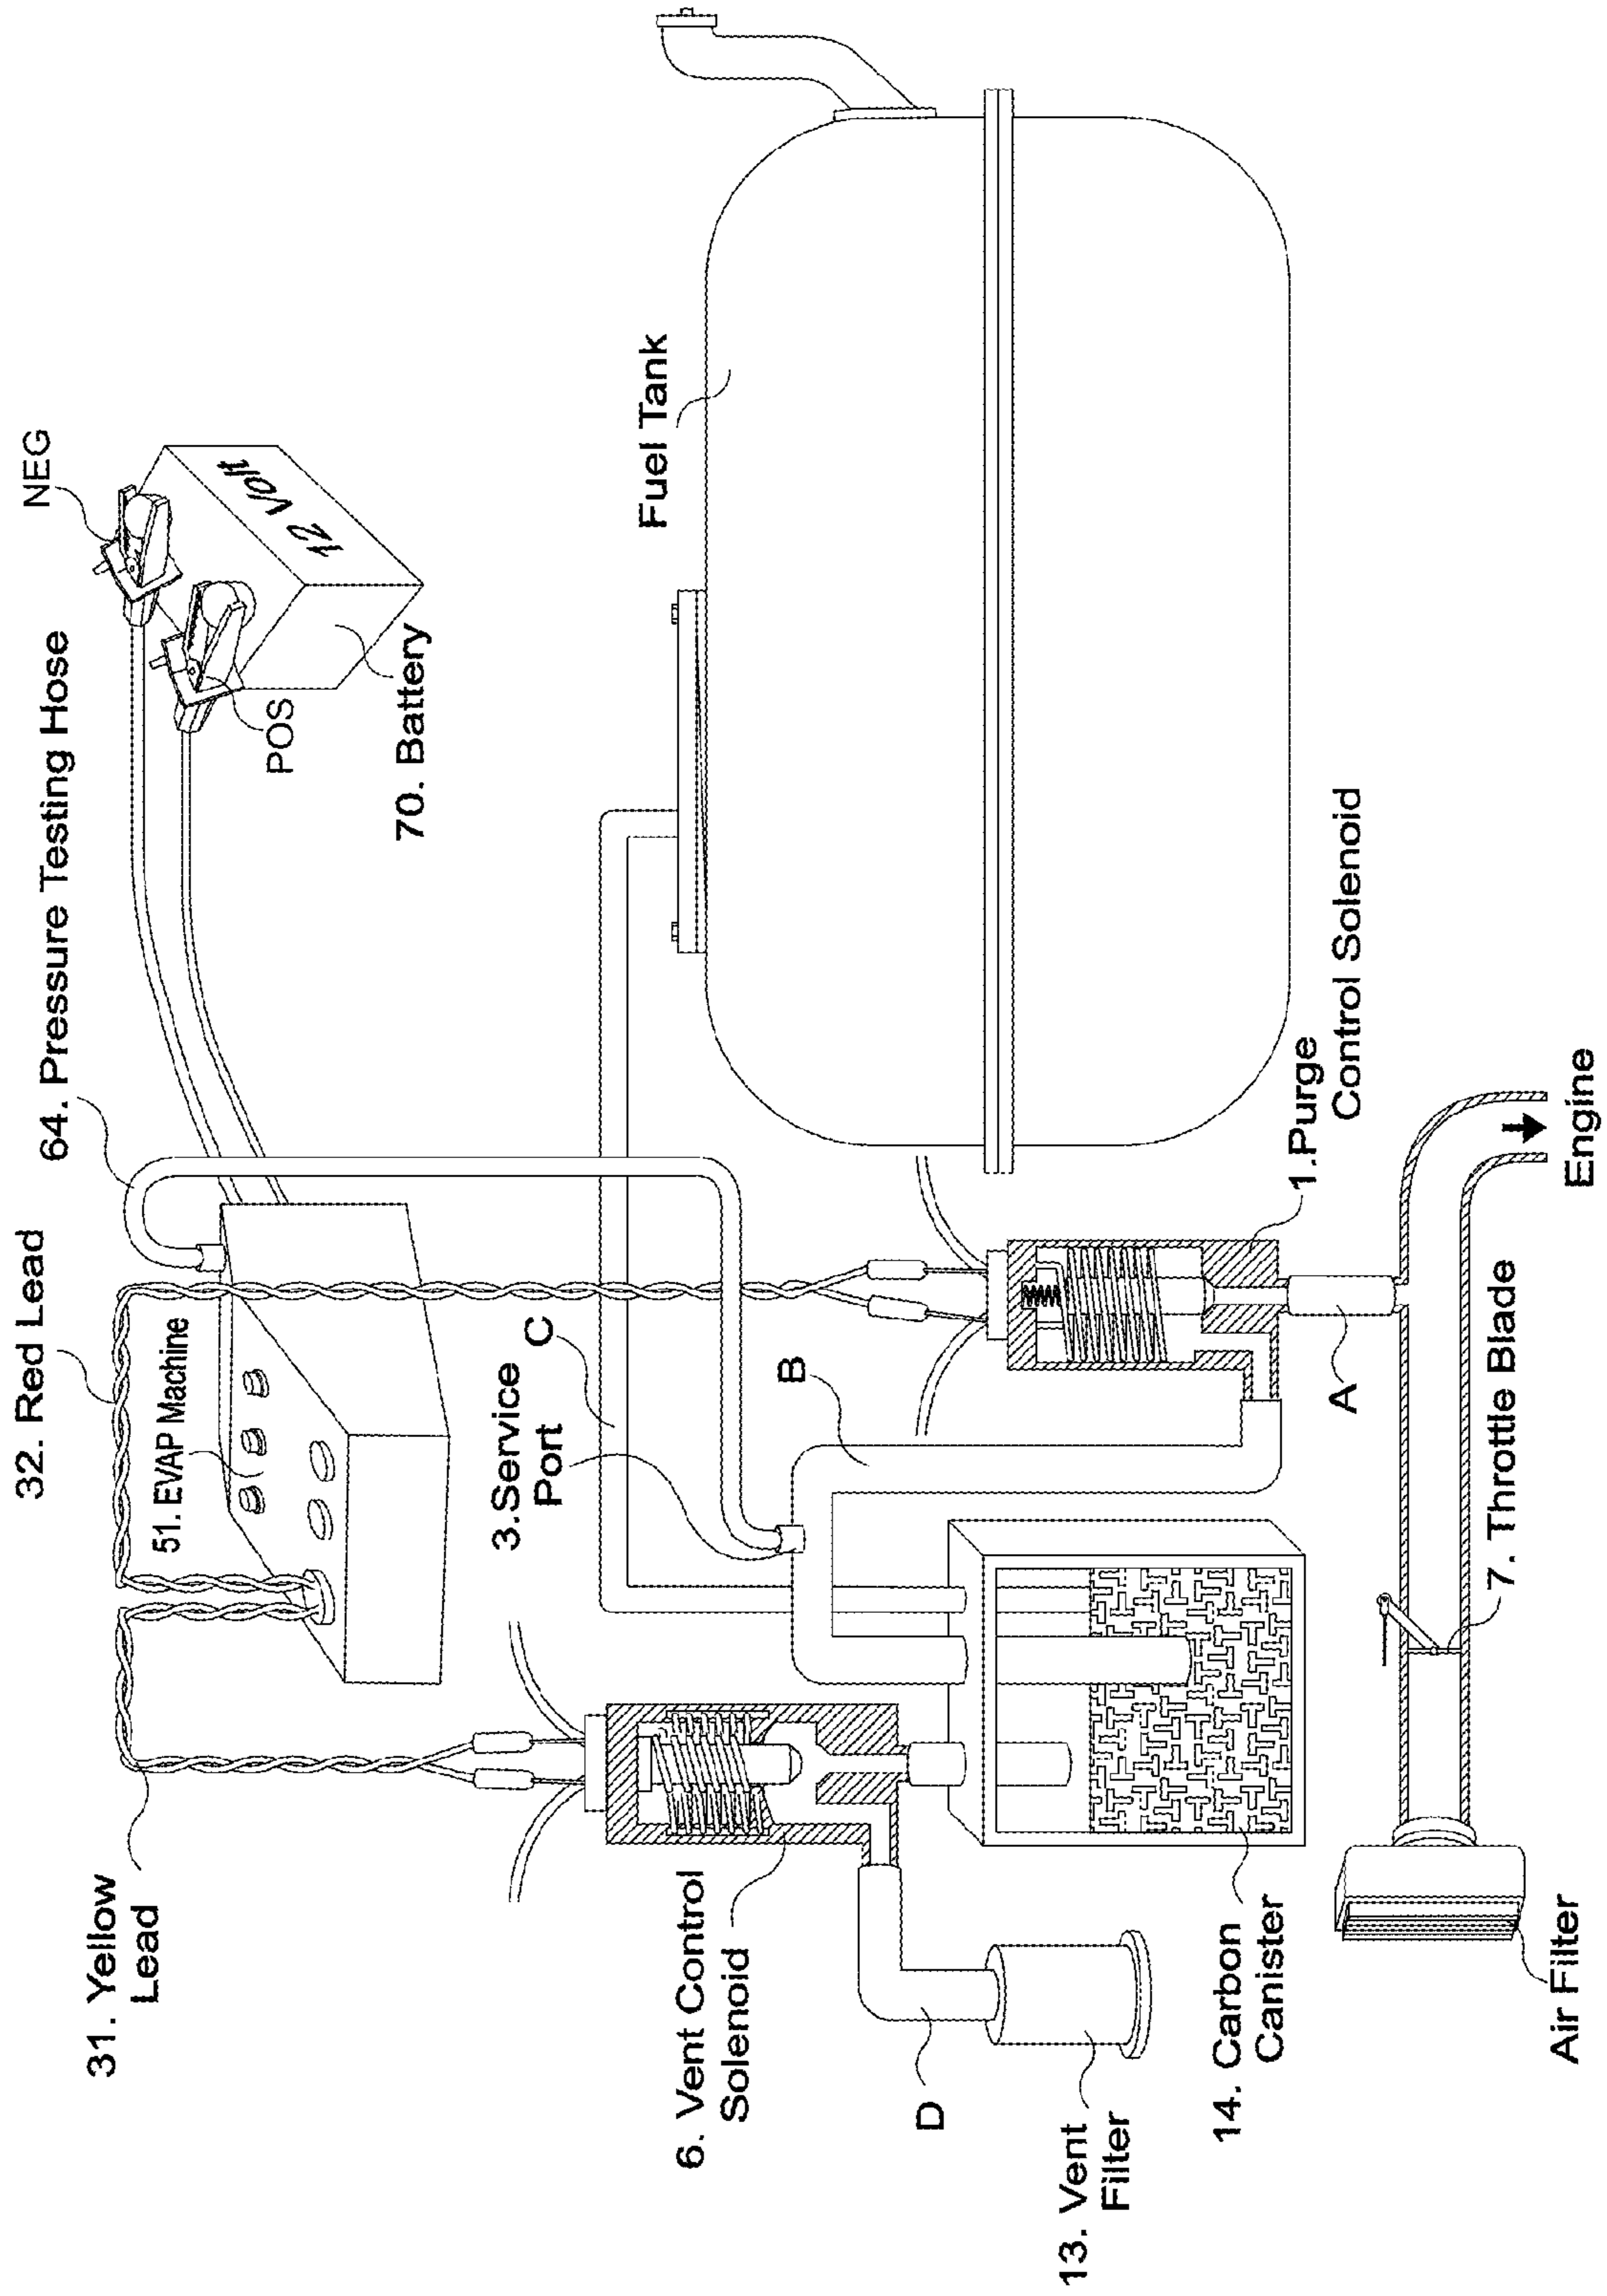 31. Yellow
Lead
32. Red Lead
64. Pressure Testing Hose
NEG
POS
12 Volt
70. Battery
51. EVAP Machine
3.Service
Port
C
B
Fuel Tank
6. Vent Control
Solenoid
D
13. Vent
Filter
14. Carbon
Canister
1.Purge
Control Solenoid
A
7. Throttle Blade
Air Filter
Engine